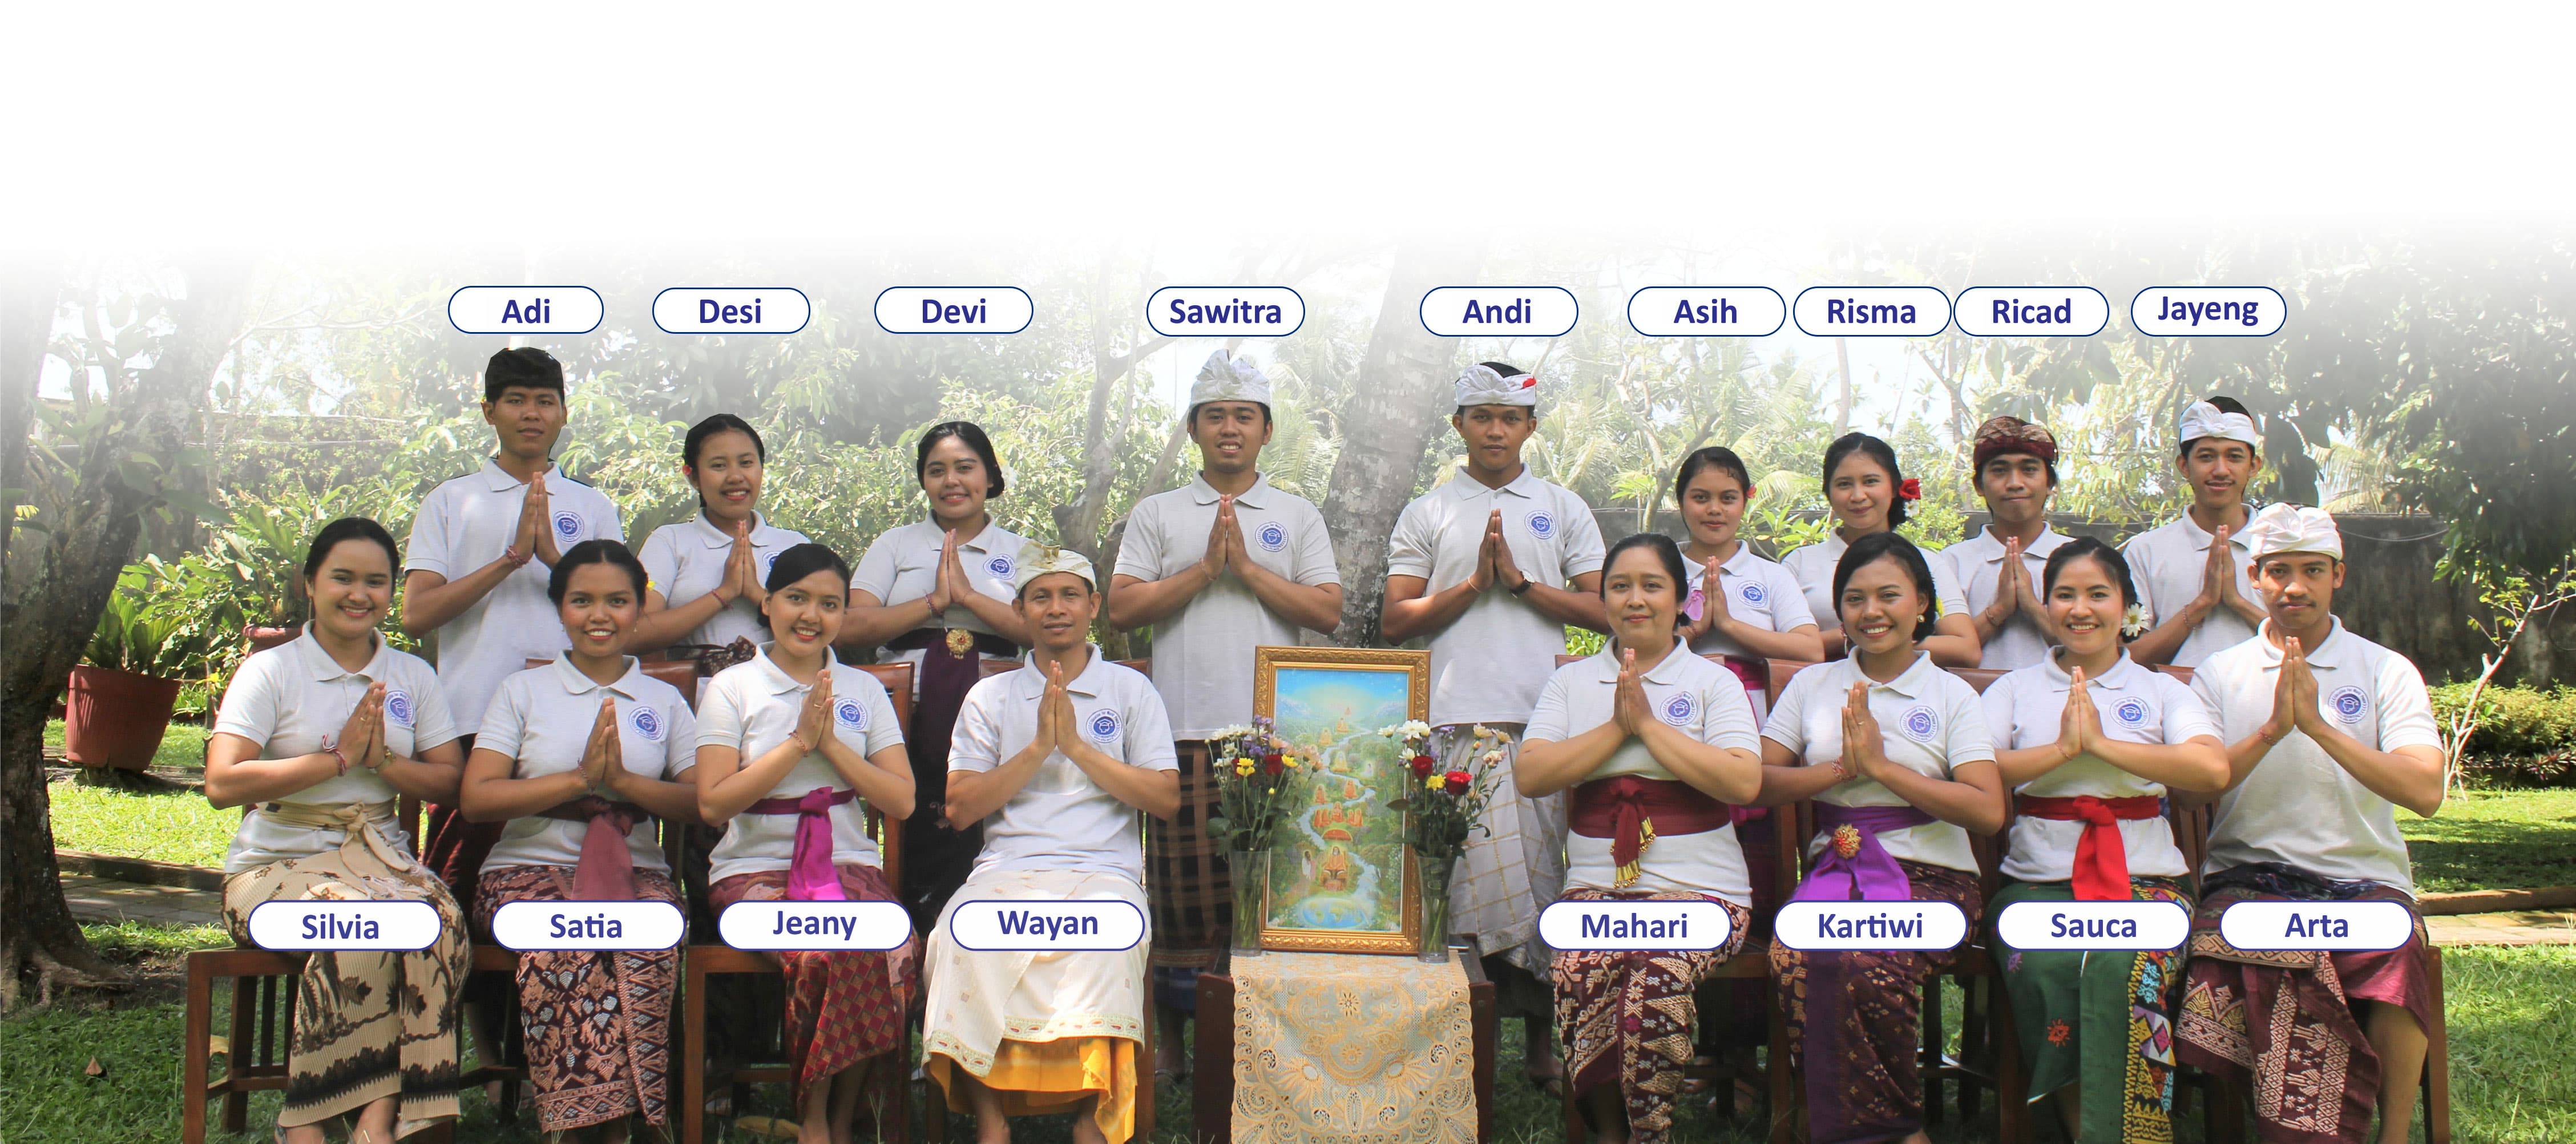 Adi
Desi
Devi
Sawitra
Andi
Asih
Risma
Ricad
Jayeng
Silvia
Satia
Jeany
Wayan
Mahari
Kartiwi
Sauca
Arta